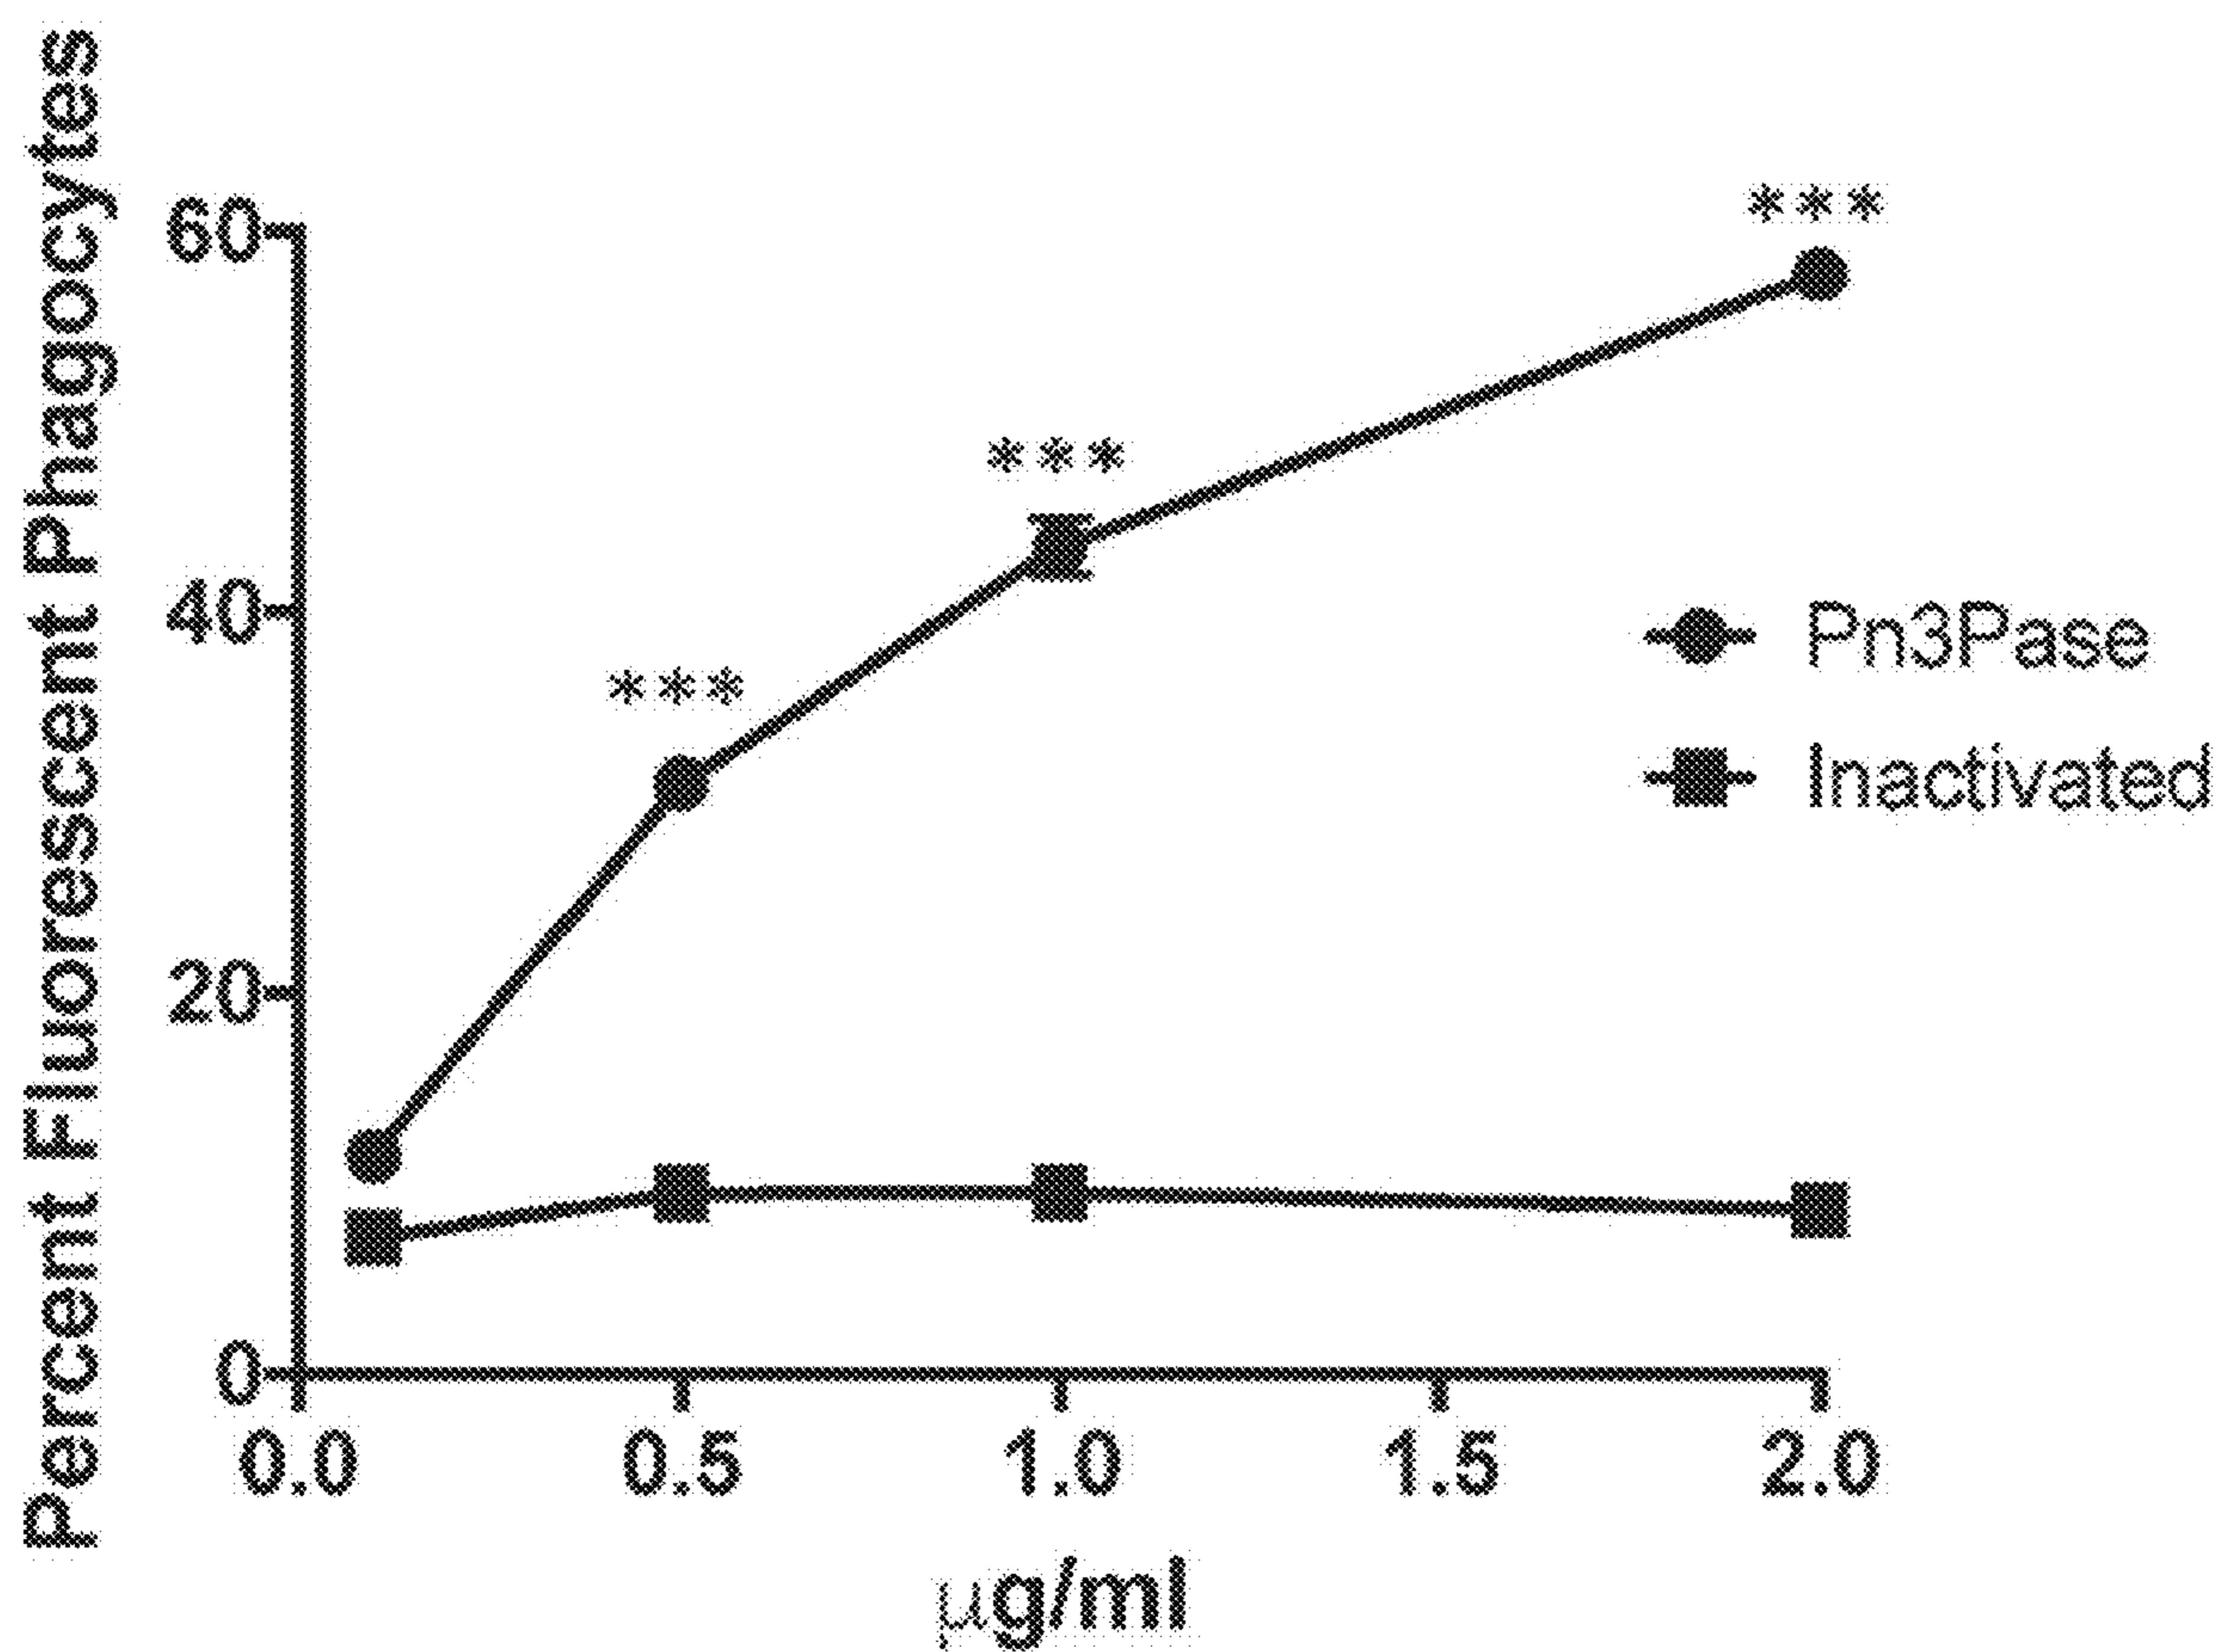 Percent Fluorescent Phagocytes
60
40
20
0
***
***
***
Pn3Pase
Inactivated
0.0 0.5 1.0 1.5 2.0
μg/ml